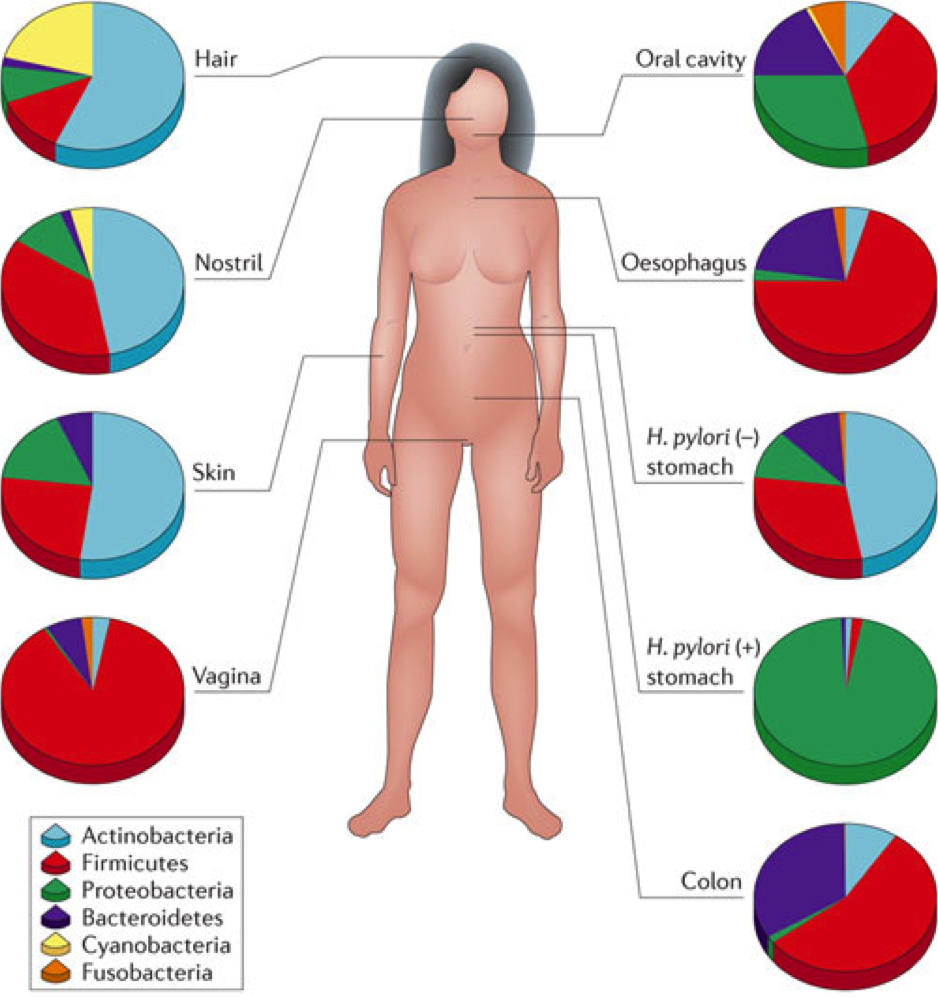 Hair
Oral cavity
Nostril
Oesophagus
Skin
H. pylori (–)
stomach
Vagina
H. pylori (+)
stomach
Colon
Actinobacteria
Firmicutes
Proteobacteria
Bacteroidetes
Cyanobacteria
Fusobacteria